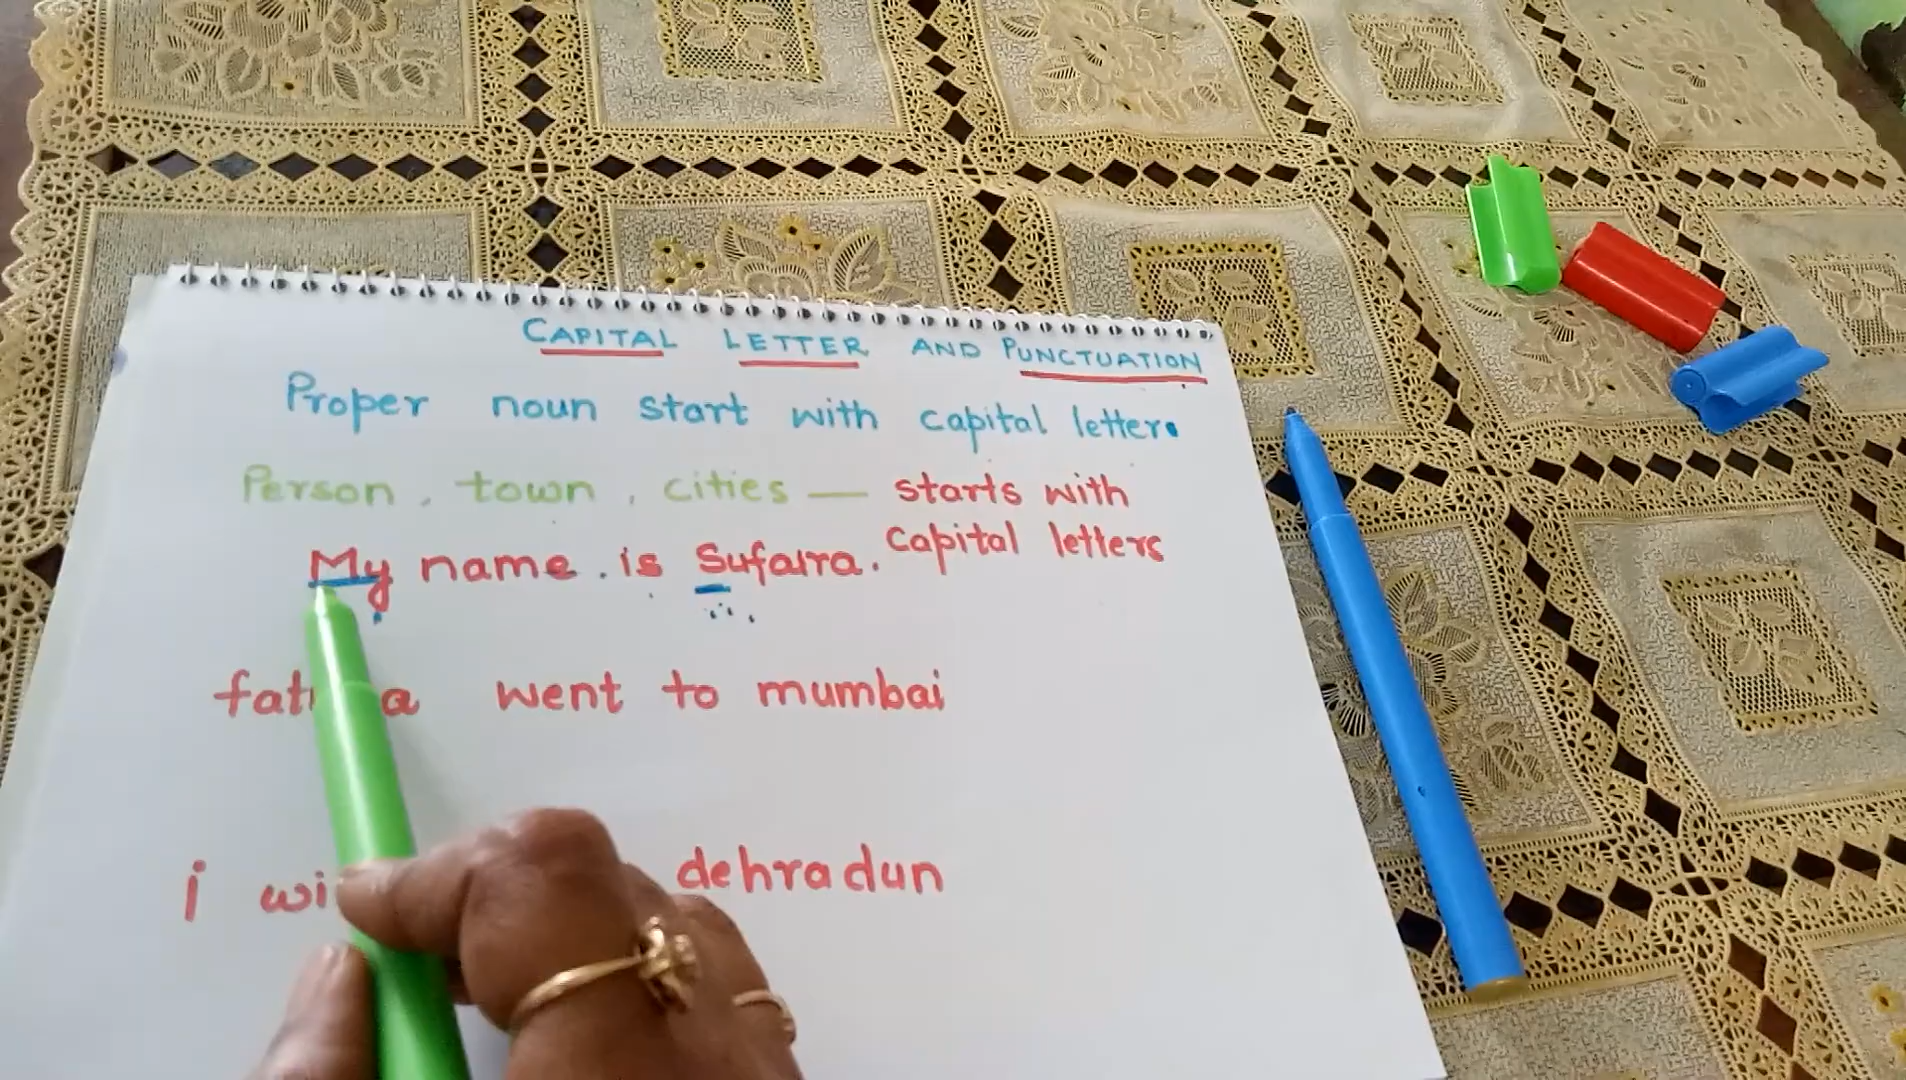 CAPITAL LETTER AND PUNCTUATION
Proper noun start with capital letter.
Person, town, cities — starts with
Capital letters
My name is Sufaira.
went to mumbai
i dehradun